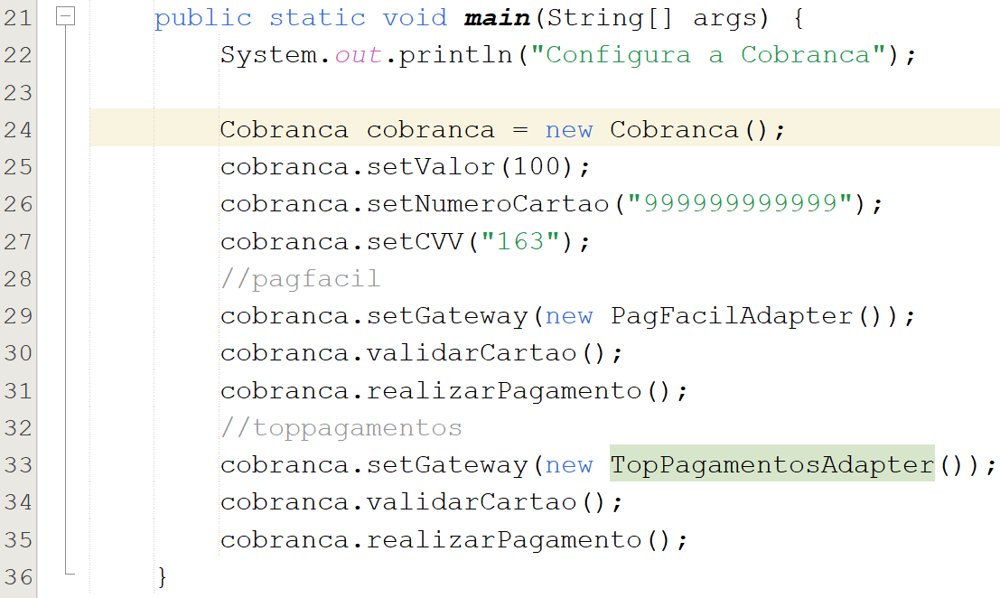 21 public static void main(String[] args) {
22 System.out.println("Configura a Cobranca");
23
24 Cobranca cobranca = new Cobranca();
25 cobranca.setValor(100);
26 cobranca.setNumeroCartao("999999999999");
27 cobranca.setCVV("163");
28 //pagfacil
29 cobranca.setGateway(new PagFacilAdapter());
30 cobranca.validarCartao();
31 cobranca.realizarPagamento();
32 //toppagamentos
33 cobranca.setGateway(new TopPagamentosAdapter());
34 cobranca.validarCartao();
35 cobranca.realizarPagamento();
36 }